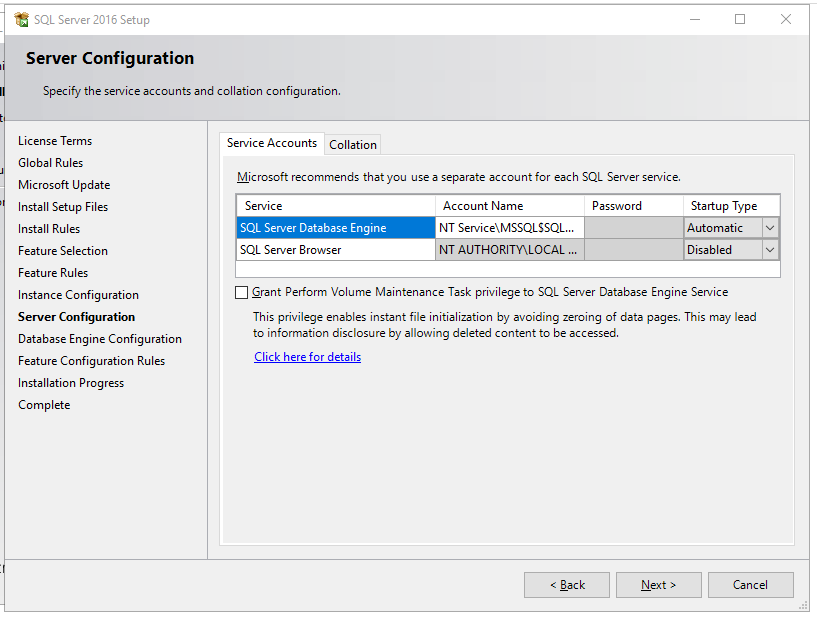 SQL Server 2016 Setup
Server Configuration
Specify the service accounts and collation configuration.
License Terms
Global Rules
Microsoft Update
Install Setup Files
Install Rules
Feature Selection
Feature Rules
Instance Configuration
Server Configuration
Database Engine Configuration
Feature Configuration Rules
Installation Progress
Complete
Service Accounts Collation
Microsoft recommends that you use a separate account for each SQL Server service.
Service Account Name Password Startup Type
SQL Server Database Engine NT Service\MSSQL$SQL... Automatic
SQL Server Browser NT AUTHORITY\LOCAL ... Disabled
Grant Perform Volume Maintenance Task privilege to SQL Server Database Engine Service
This privilege enables instant file initialization by avoiding zeroing of data pages. This may lead
to information disclosure by allowing deleted content to be accessed.
Click here for details
< Back Next > Cancel